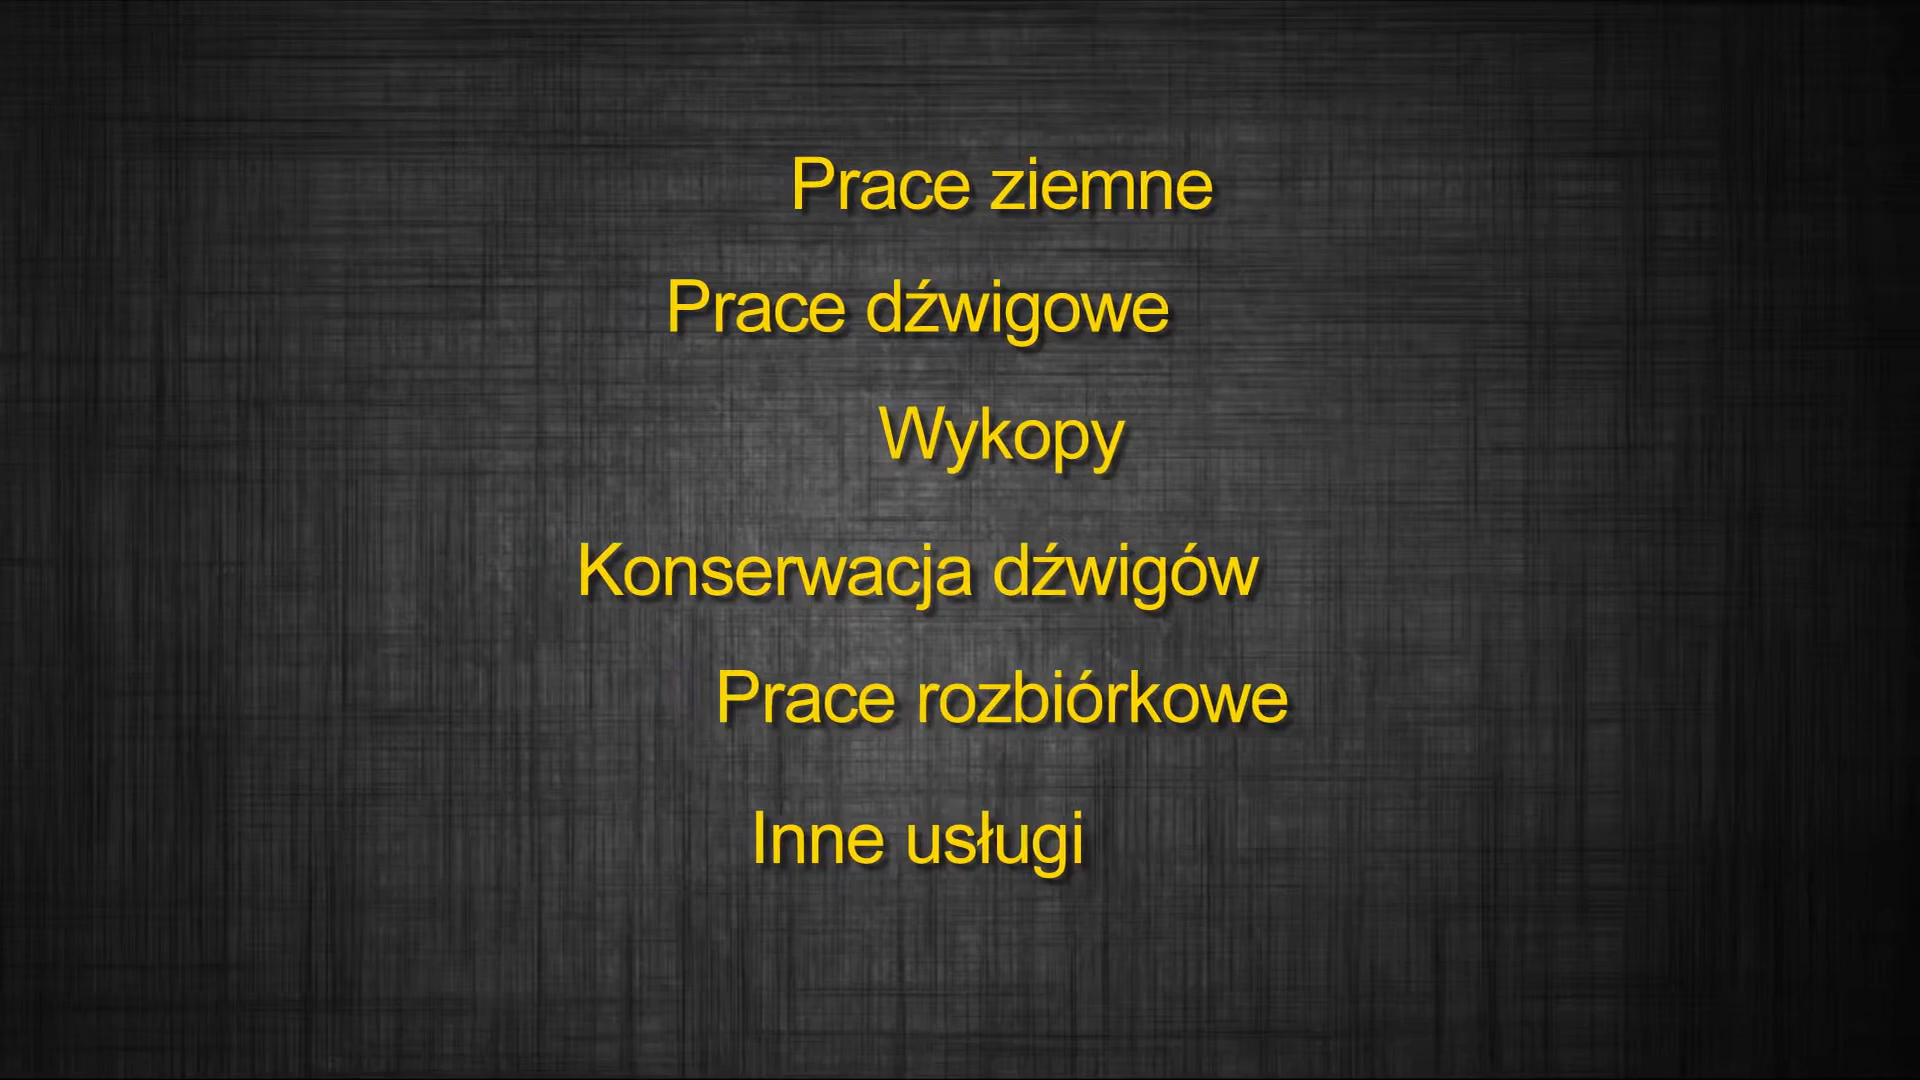 Prace ziemne
Prace dźwigowe
Wykopy
Konserwacja dźwigów
Prace rozbiórkowe
Inne usługi